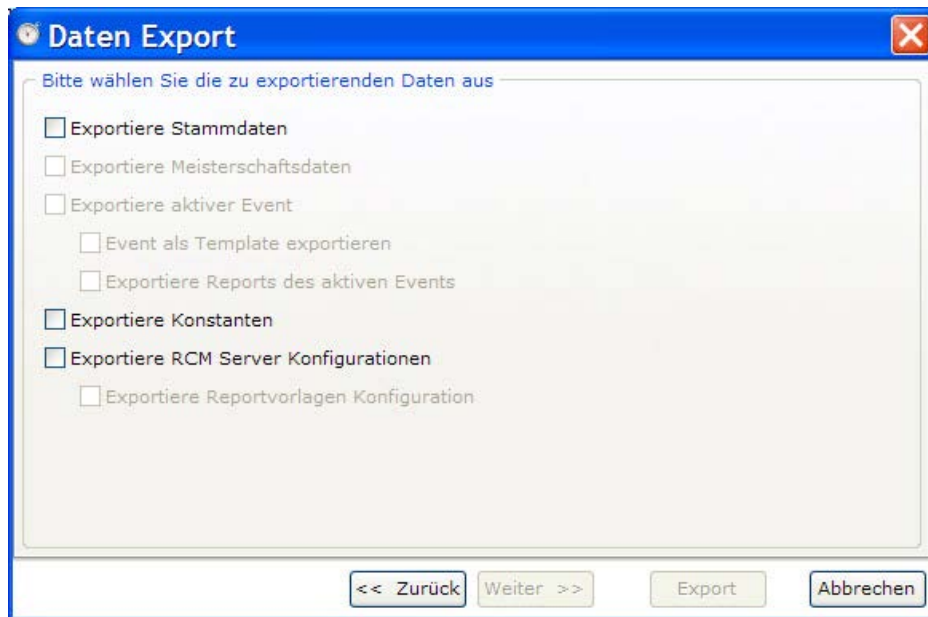 Daten Export
Bitte wählen Sie die zu exportierenden Daten aus
Exportiere Stammdaten
Exportiere Meisterschaftsdaten
Exportiere aktiver Event
Event als Template exportieren
Exportiere Reports des aktiven Events
Exportiere Konstanten
Exportiere RCM Server Konfigurationen
Exportiere Reportvorlagen Konfiguration
<< Zurück Weiter >> Export Abbrechen